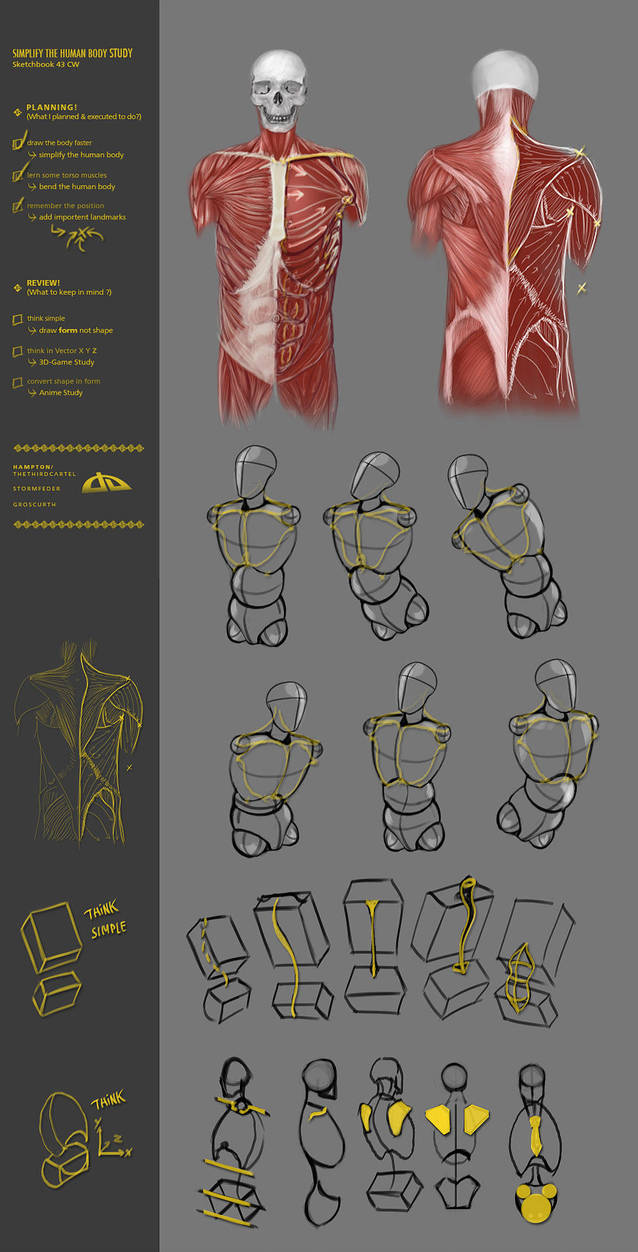 SIMPLIFY THE HUMAN BODY STUDY
Sketchbook 43 CW
PLANNING!
(What I planned & executed to do?)
draw the body faster
simplify the human body
lern some torso muscles
bend the human body
remember the position
add importent landmarks
REVIEW!
(What to keep in mind ?)
think simple
draw form not shape
think in Vector X Y Z
3D-Game Study
convert shape in form
Anime Study
HAMPTON/
THETHIRDCARTEL
STORMFEDER
GROSCURTH
THINK
SIMPLE
THINK
Y
Z
X